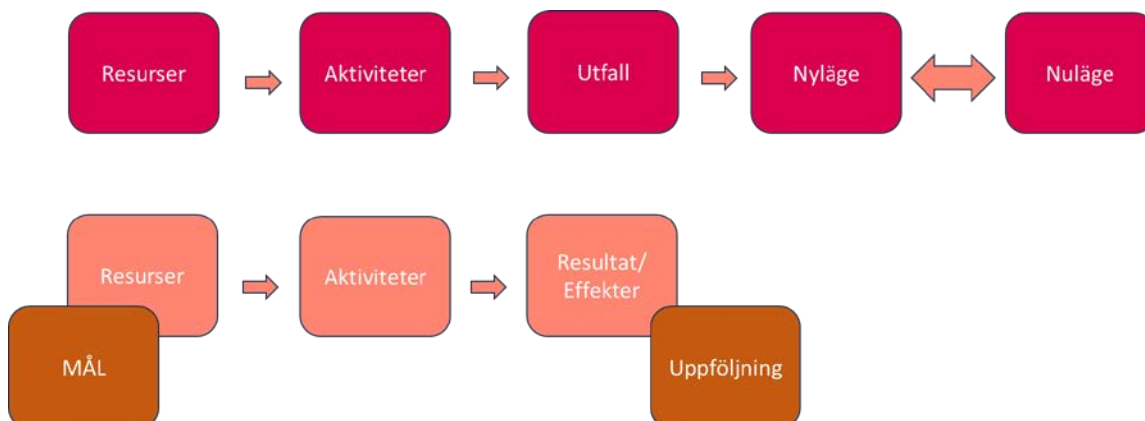 Resurser
Aktiviteter
Utfall
Nyläge
Nuläge
Resurser
Aktiviteter
Resultat/
Effekter
MÅL
Uppföljning